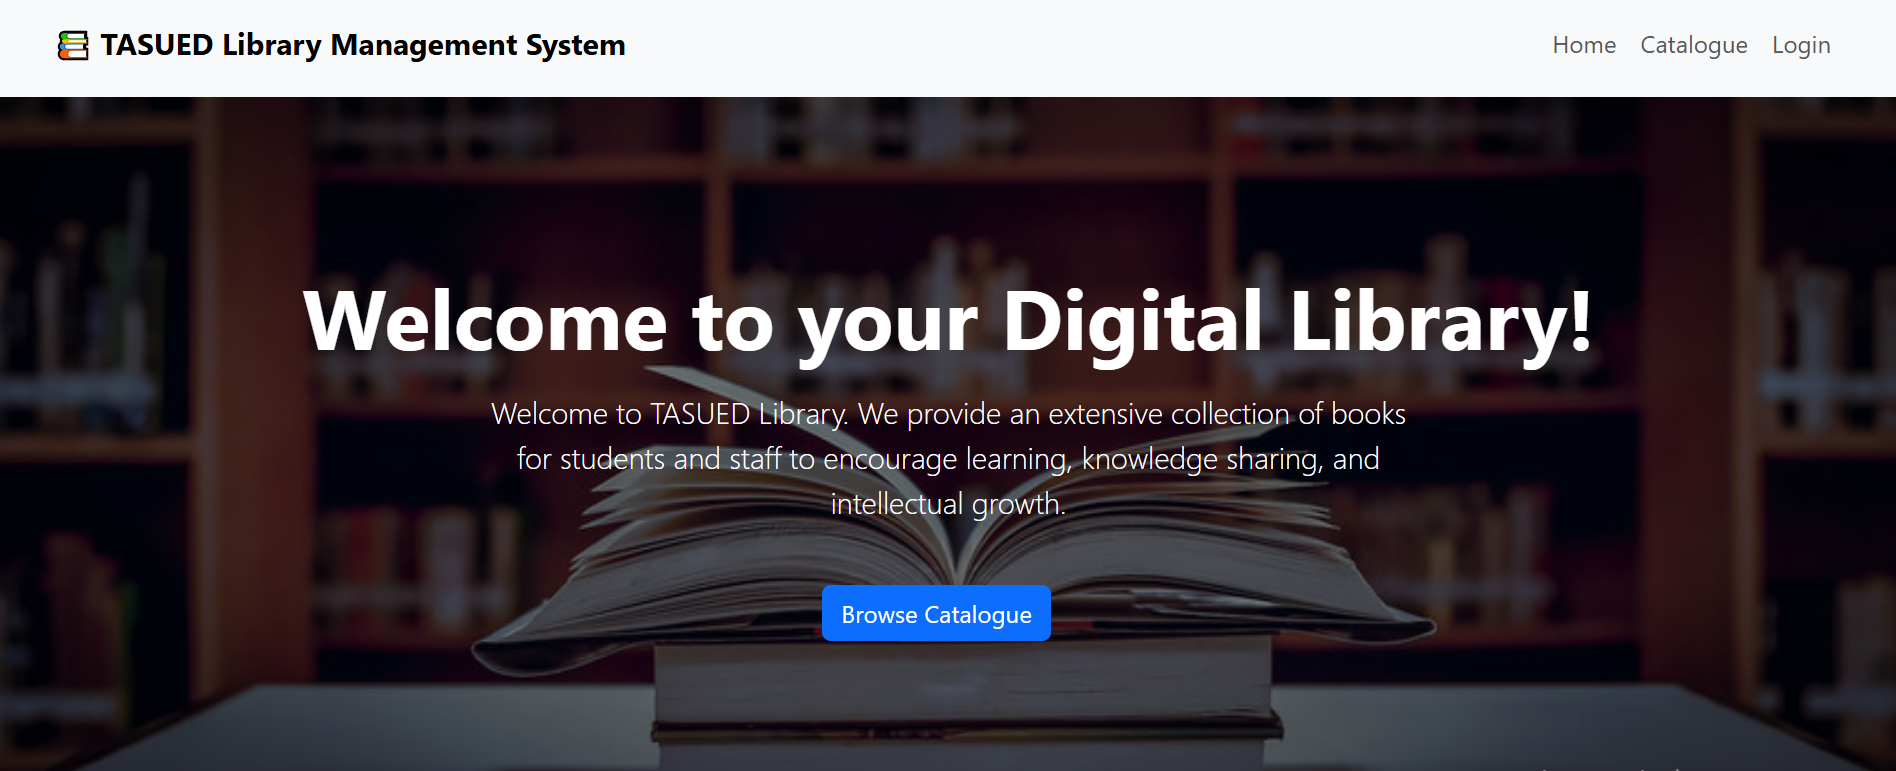 TASUED Library Management System
Home Catalogue Login
Welcome to your Digital Library!
Welcome to TASUED Library. We provide an extensive collection of books
for students and staff to encourage learning, knowledge sharing, and
intellectual growth.
Browse Catalogue